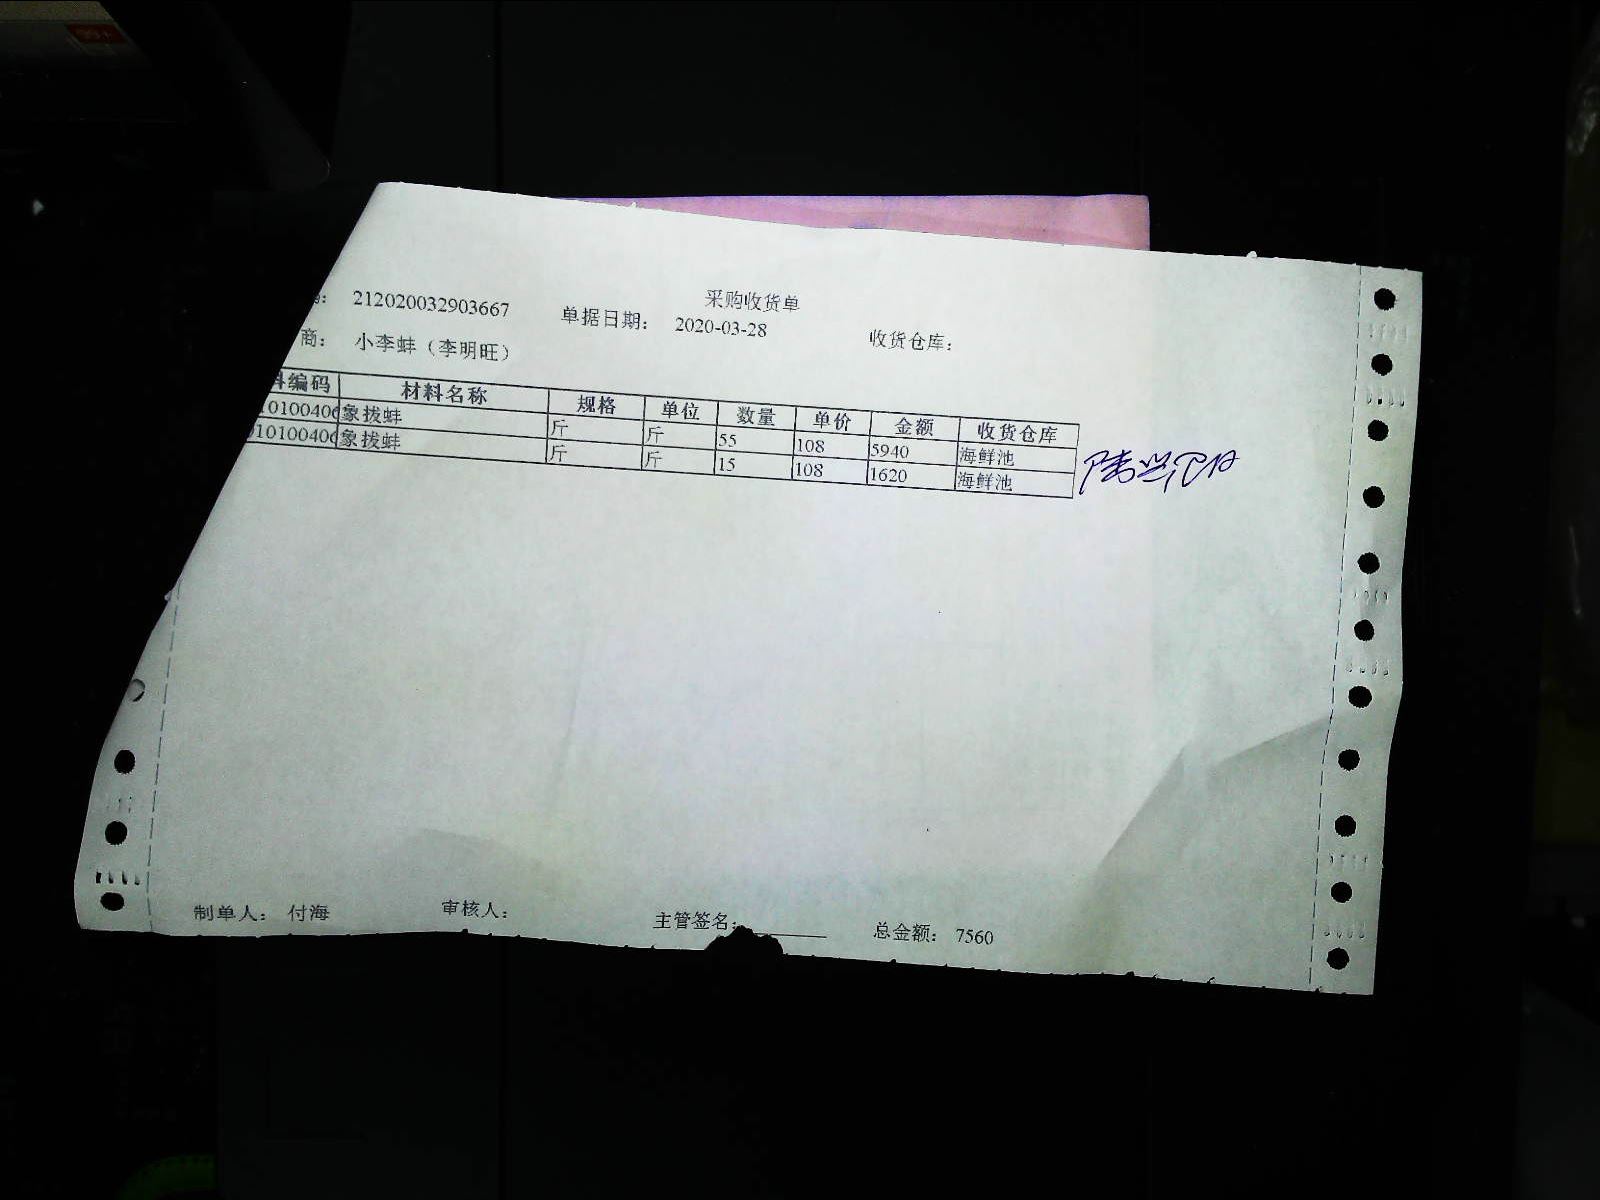 采购收货单
212020032903667 单据日期： 2020-03-28 收货仓库：
商： 小李蚌（李明旺）
编码 材料名称 规格 单位 数量 单价 金额 收货仓库
10100406 象拔蚌 斤 斤 55 108 5940 海鲜池
10100406 象拔蚌 斤 斤 15 108 1620 海鲜池
制单人： 付海 审核人： 主管签名： 总金额： 7560